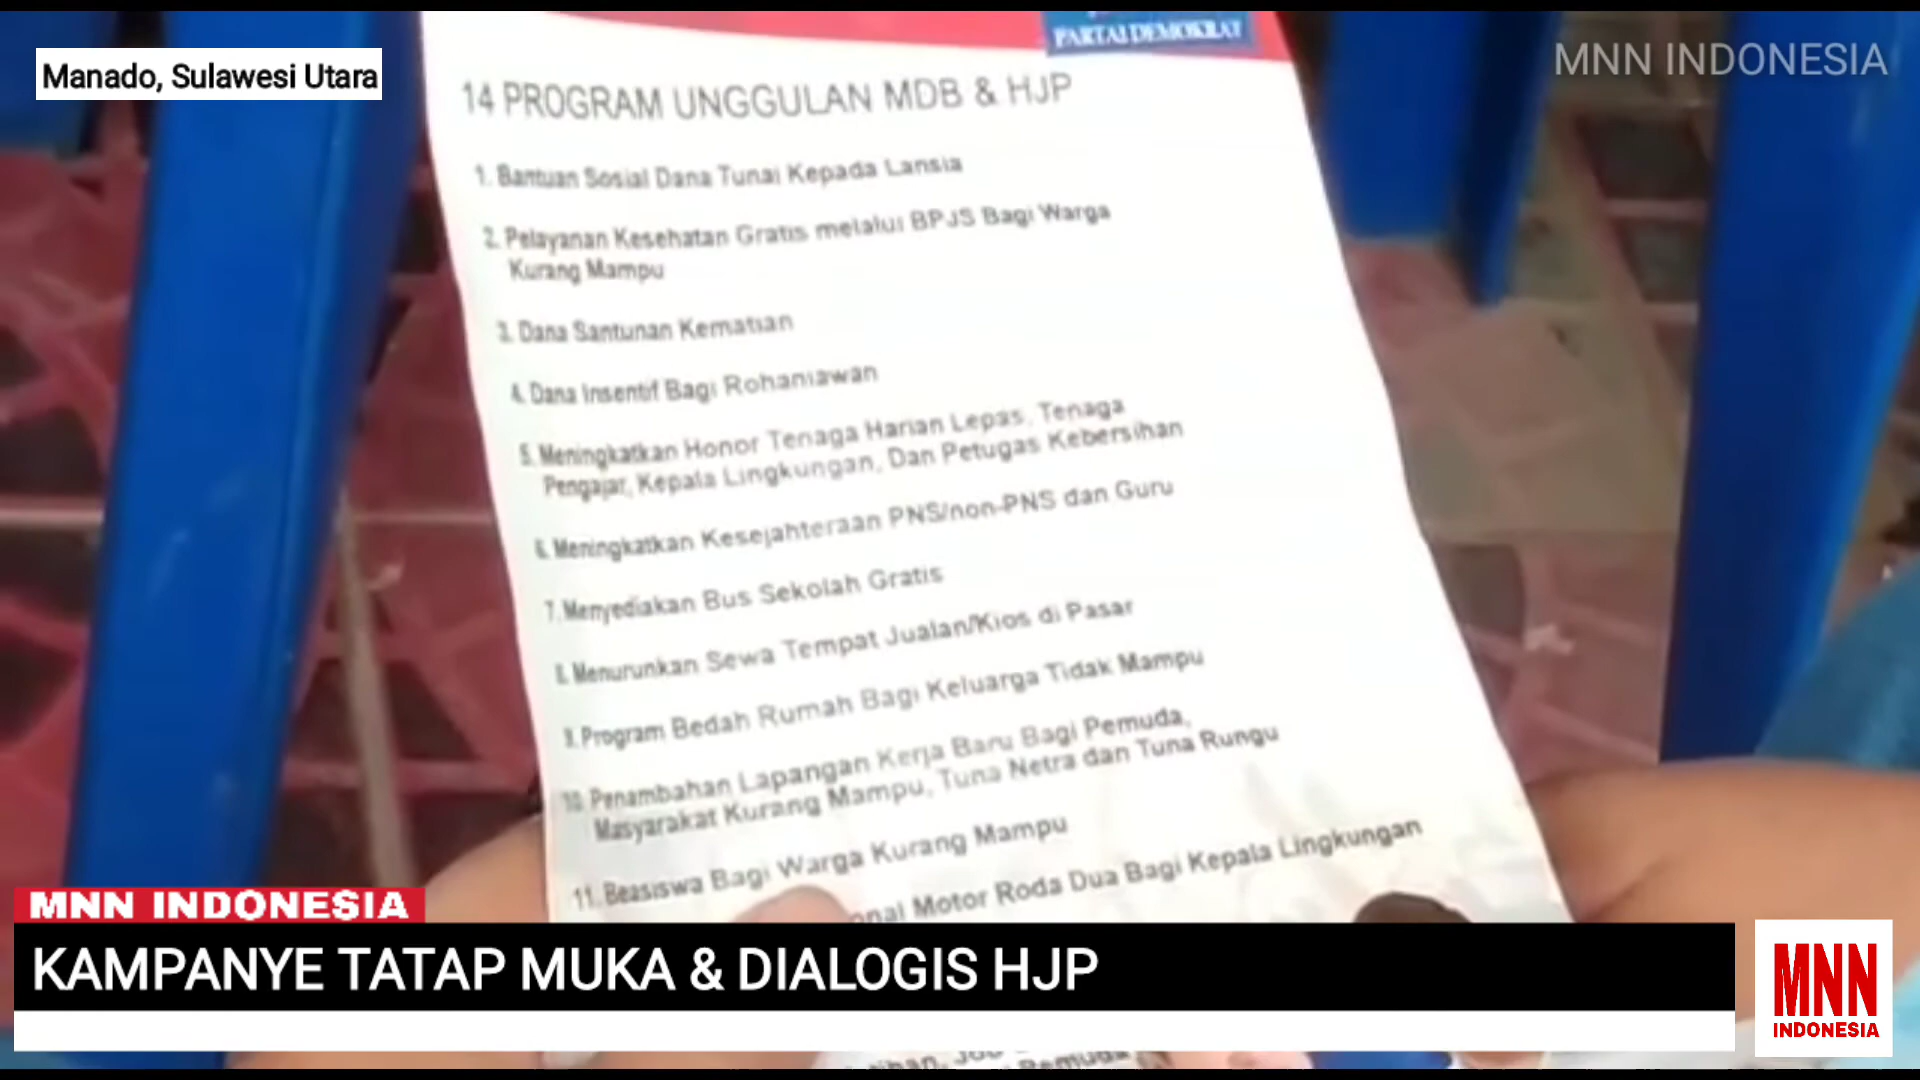 Manado, Sulawesi Utara
MNN INDONESIA
PARTAI DEMOKRAT
14 PROGRAM UNGGULAN MDB & HJP
1. Bantuan Sosial Dana Tunai Kepada Lansia
2. Pelayanan Kesehatan Gratis melalui BPJS Bagi Warga
Kurang Mampu
3. Dana Santunan Kematian
4. Dana Insentif Bagi Rohaniawan
5. Meningkatkan Honor Tenaga Harian Lepas, Tenaga
Pengajar, Kepala Lingkungan, Dan Petugas Kebersihan
6. Meningkatkan Kesejahteraan PNS/non-PNS dan Guru
7. Menyediakan Bus Sekolah Gratis
8. Menurunkan Sewa Tempat Jualan/Kios di Pasar
9. Program Bedah Rumah Bagi Keluarga Tidak Mampu
10. Penambahan Lapangan Kerja Baru Bagi Pemuda,
Masyarakat Kurang Mampu, Tuna Netra dan Tuna Rungu
11. Beasiswa Bagi Warga Kurang Mampu
Motor Roda Dua Bagi Kepala Lingkungan
MNN INDONESIA
KAMPANYE TATAP MUKA & DIALOGIS HJP
MNN
INDONESIA
Pemuda